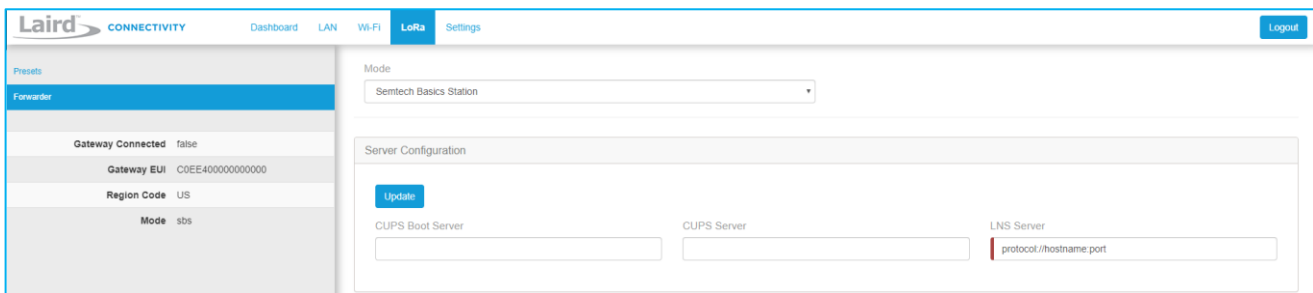 Laird CONNECTIVITY Dashboard LAN Wi-Fi LoRa Settings Logout
Presets
Forwarder
Gateway Connected false
Gateway EUI C0EE400000000000
Region Code US
Mode sbs
Mode
Semtech Basics Station
Server Configuration
Update
CUPS Boot Server CUPS Server LNS Server
protocol://hostname:port